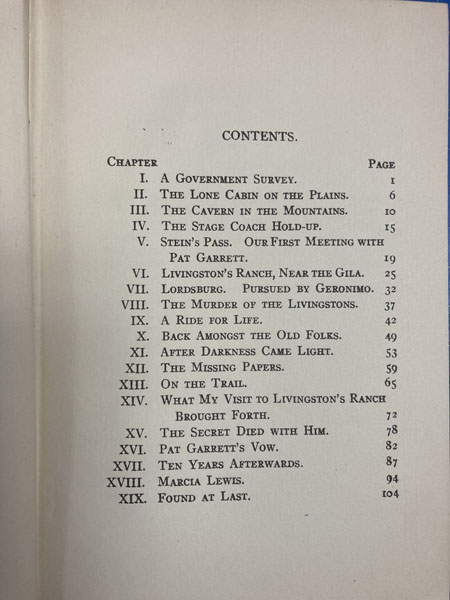 CONTENTS.
Chapter Page
I. A Government Survey. 1
II. The Lone Cabin on the Plains. 6
III. The Cavern in the Mountains. 10
IV. The Stage Coach Hold-up. 15
V. Stein's Pass. Our First Meeting with
Pat Garrett. 19
VI. Livingston's Ranch, Near the Gila. 25
VII. Lordsburg. Pursued by Geronimo. 32
VIII. The Murder of the Livingstons. 37
IX. A Ride for Life. 42
X. Back Amongst the Old Folks. 49
XI. After Darkness Came Light. 53
XII. The Missing Papers. 59
XIII. On the Trail. 65
XIV. What My Visit to Livingston's Ranch
Brought Forth. 72
XV. The Secret Died with Him. 78
XVI. Pat Garrett's Vow. 82
XVII. Ten Years Afterwards. 87
XVIII. Marcia Lewis. 94
XIX. Found at Last. 104